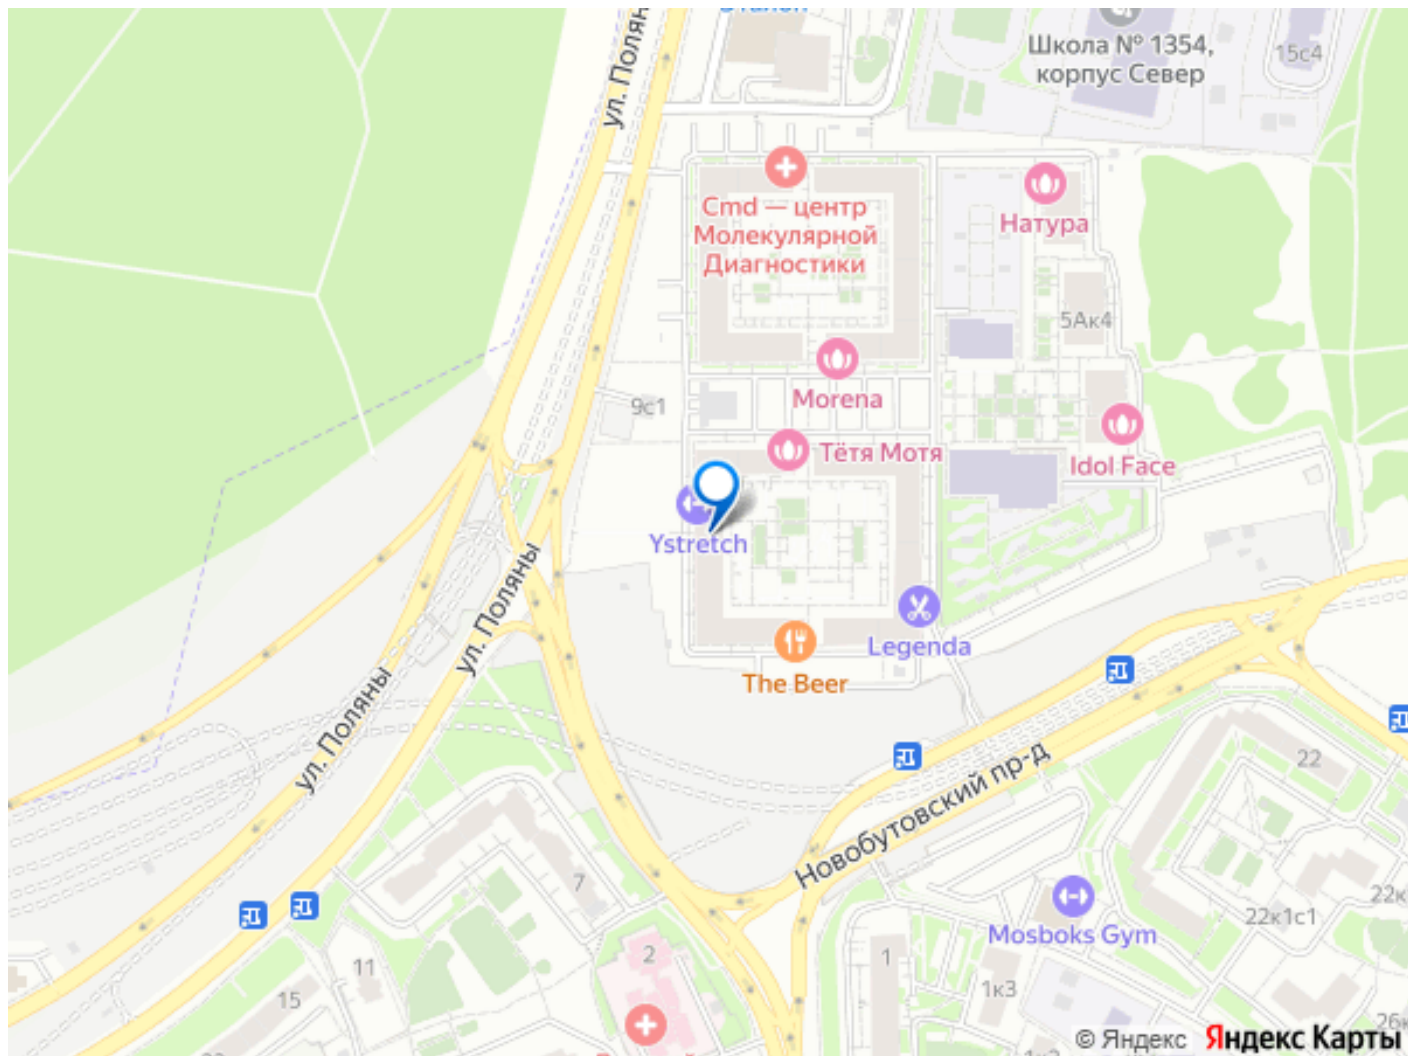 Эталон
ул. Поляны
Школа № 1354,
корпус Север
15с4
Cmd — центр
Молекулярной
Диагностики
Натура
5Ак4
Morena
9с1
Тётя Мотя
Idol Face
Ystretch
ул. Поляны
Legenda
The Beer
ул. Поляны
Новобутовский пр-д
22
7
22к1с1
Mosboks Gym
2
11
1
1к3
15
© Яндекс Яндекс Карты